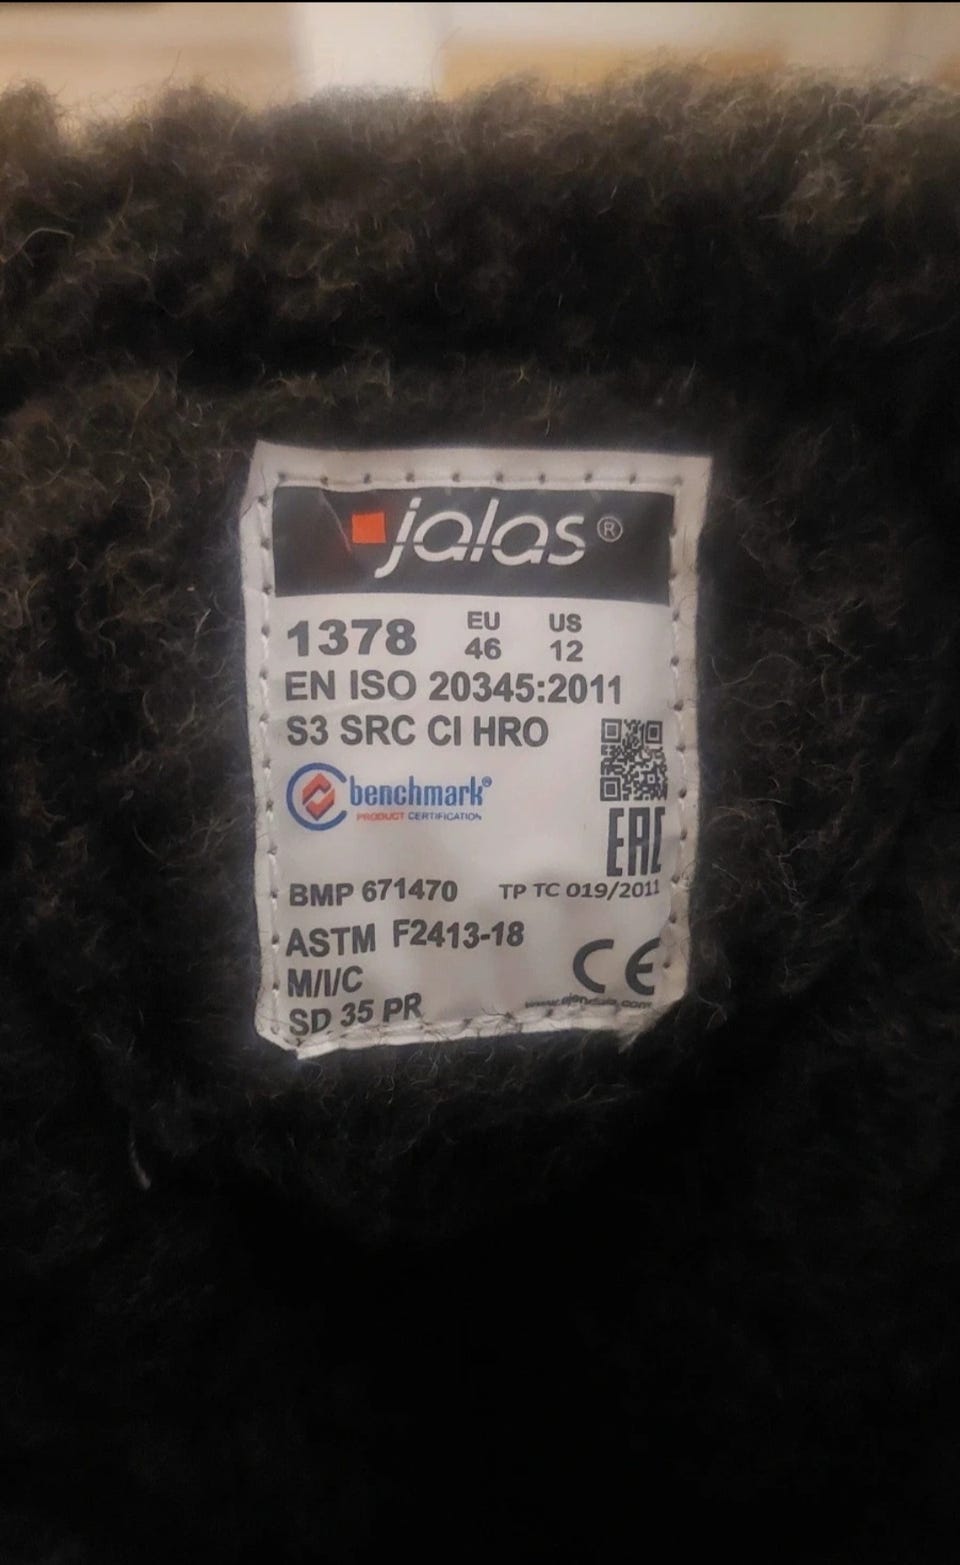 jalas®
1378 EU 46 US 12
EN ISO 20345:2011
S3 SRC CI HRO
benchmark®
PRODUCT CERTIFICATION
EAC
BMP 671470 TP TC 019/2011
ASTM F2413-18
M/I/C
CE
SD 35 PR